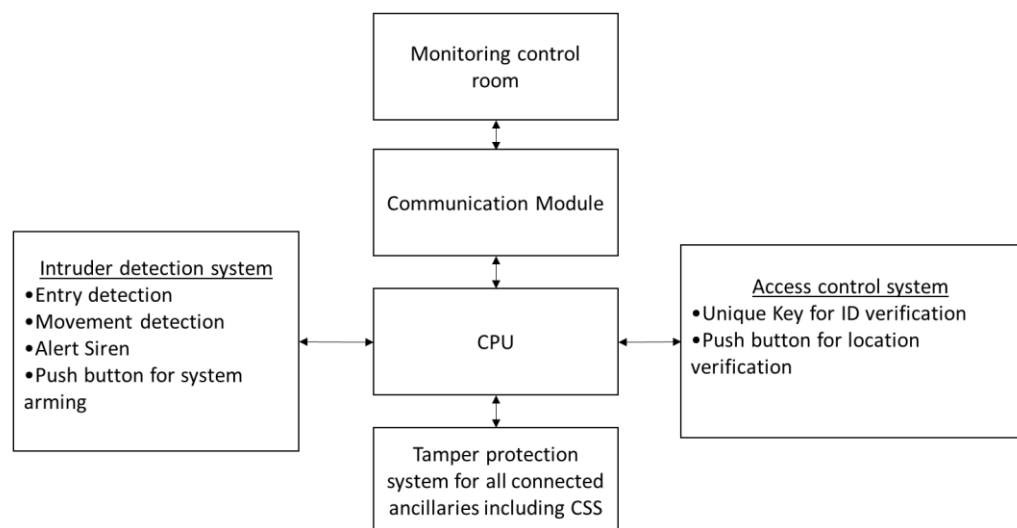 Monitoring control
room
Communication Module
Intruder detection system
•Entry detection
•Movement detection
•Alert Siren
•Push button for system
arming
CPU
Access control system
•Unique Key for ID verification
•Push button for location
verification
Tamper protection
system for all connected
ancillaries including CSS